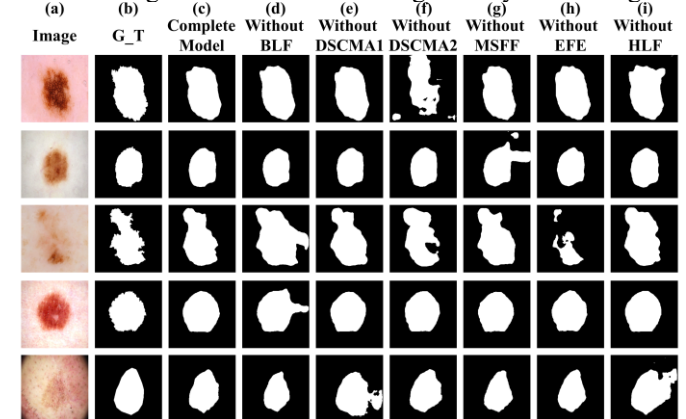 (a) (b) (c) (d) (e) (f) (g) (h) (i)
Image G_T Complete Model Without BLF Without DSCMA1 Without DSCMA2 Without MSFF Without EFE Without HLF